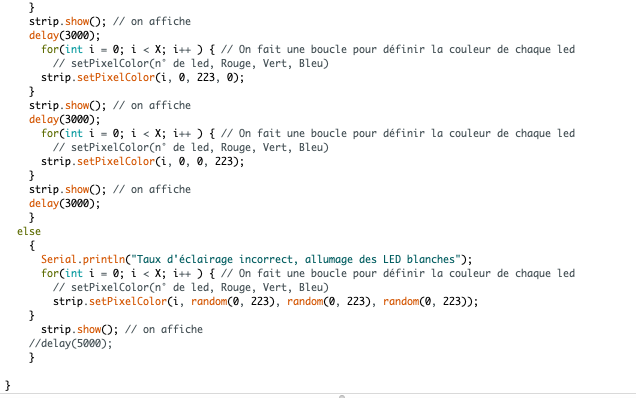 }
strip.show(); // on affiche
delay(3000);
for(int i = 0; i < X; i++ ) { // On fait une boucle pour définir la couleur de chaque led
// setPixelColor(n° de led, Rouge, Vert, Bleu)
strip.setPixelColor(i, 0, 223, 0);
}
strip.show(); // on affiche
delay(3000);
for(int i = 0; i < X; i++ ) { // On fait une boucle pour définir la couleur de chaque led
// setPixelColor(n° de led, Rouge, Vert, Bleu)
strip.setPixelColor(i, 0, 0, 223);
}
strip.show(); // on affiche
delay(3000);
}
else
{
Serial.println("Taux d'éclairage incorrect, allumage des LED blanches");
for(int i = 0; i < X; i++ ) { // On fait une boucle pour définir la couleur de chaque led
// setPixelColor(n° de led, Rouge, Vert, Bleu)
strip.setPixelColor(i, random(0, 223), random(0, 223), random(0, 223));
}
strip.show(); // on affiche
//delay(5000);
}
}